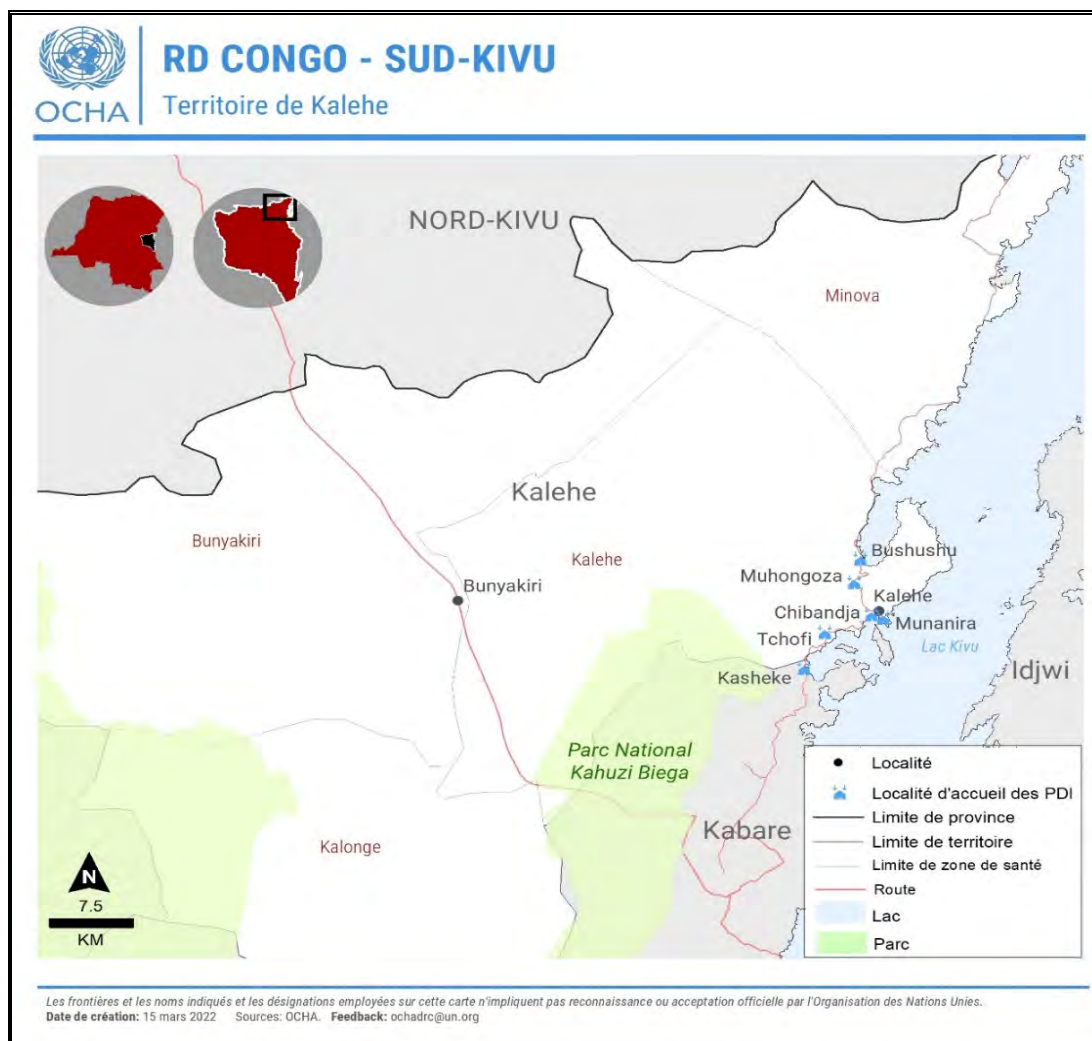 OCHA
RD CONGO - SUD-KIVU
Territoire de Kalehe
NORD-KIVU
Minova
Kalehe
Bunyakiri
Kalehe
Bushushu
Bunyakiri
Muhongoza
Kalehe
Chibandja
Munanira
Tchofi
Lac Kivu
Kasheke
Idjwi
Parc National
Kahuzi Biega
Kabare
Kalonge
N
7.5
KM
Localité
Localité d'accueil des PDI
Limite de province
Limite de territoire
Limite de zone de santé
Route
Lac
Parc
Les frontières et les noms indiqués et les désignations employées sur cette carte n'impliquent pas reconnaissance ou acceptation officielle par l'Organisation des Nations Unies.
Date de création: 15 mars 2022 Sources: OCHA. Feedback: ochadrc@un.org